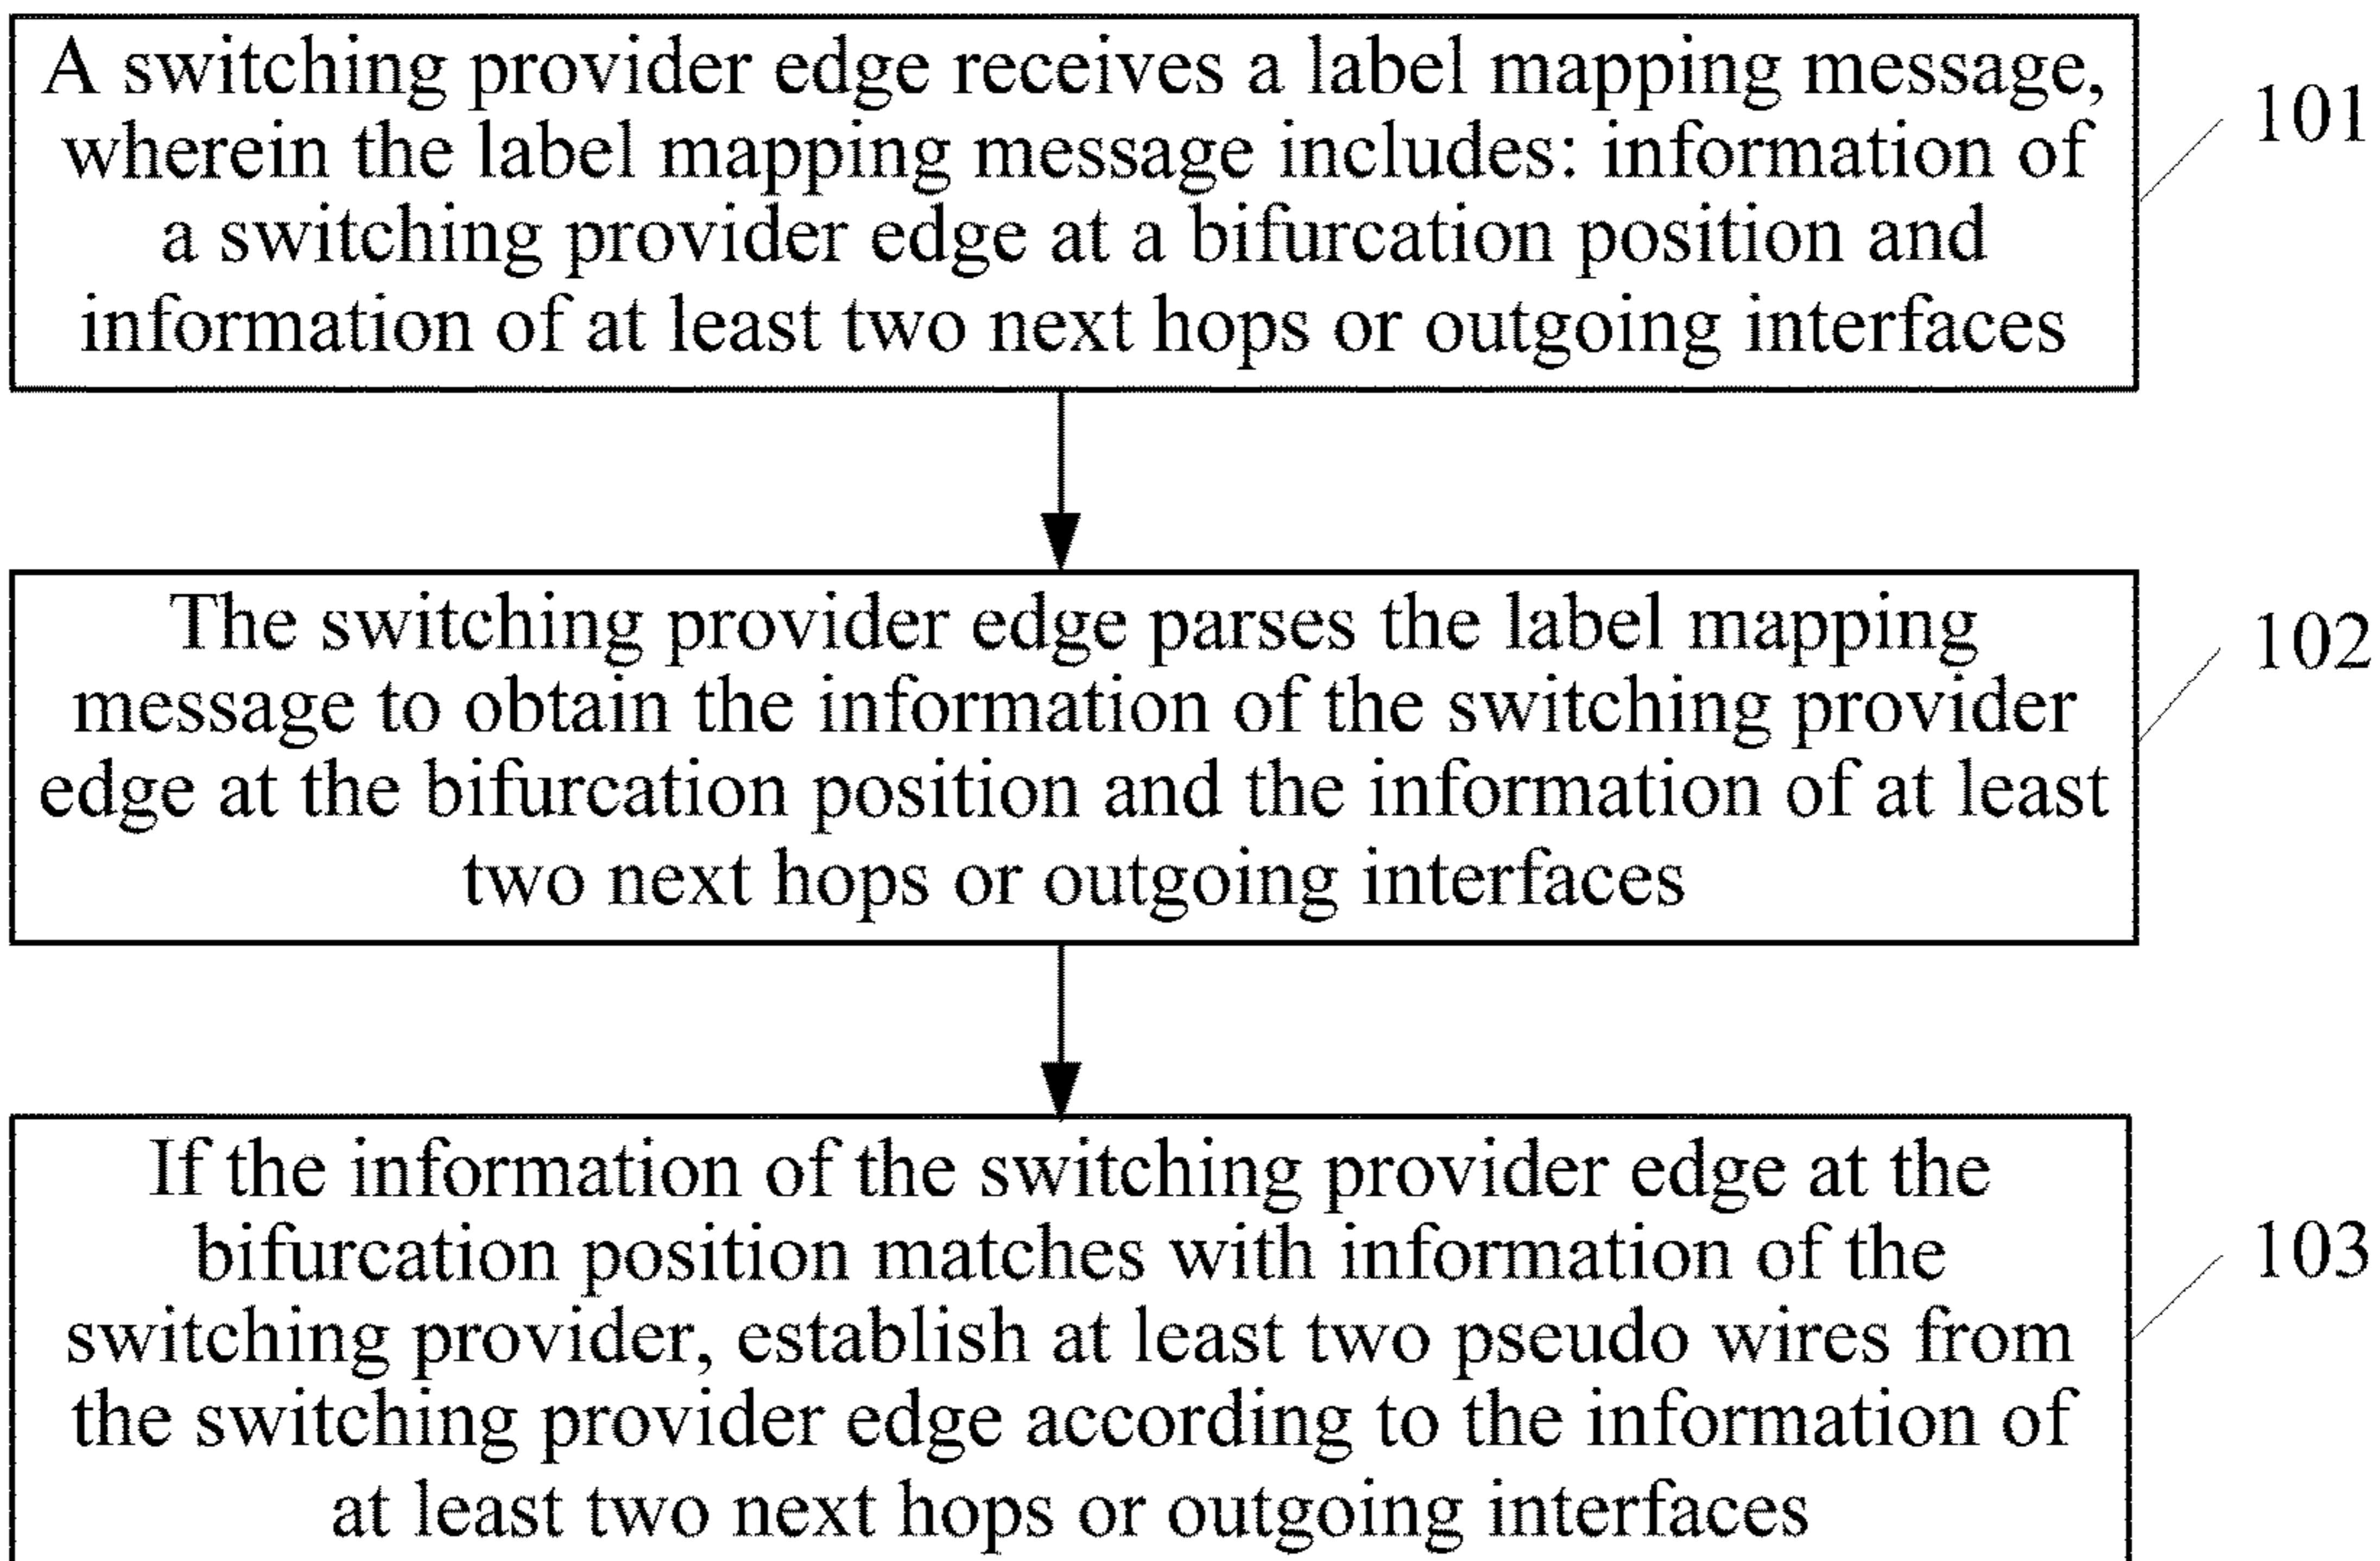 A switching provider edge receives a label mapping message,
wherein the label mapping message includes: information of
a switching provider edge at a bifurcation position and
information of at least two next hops or outgoing interfaces
101
The switching provider edge parses the label mapping
message to obtain the information of the switching provider
edge at the bifurcation position and the information of at least
two next hops or outgoing interfaces
102
If the information of the switching provider edge at the
bifurcation position matches with information of the
switching provider, establish at least two pseudo wires from
the switching provider edge according to the information of
at least two next hops or outgoing interfaces
103